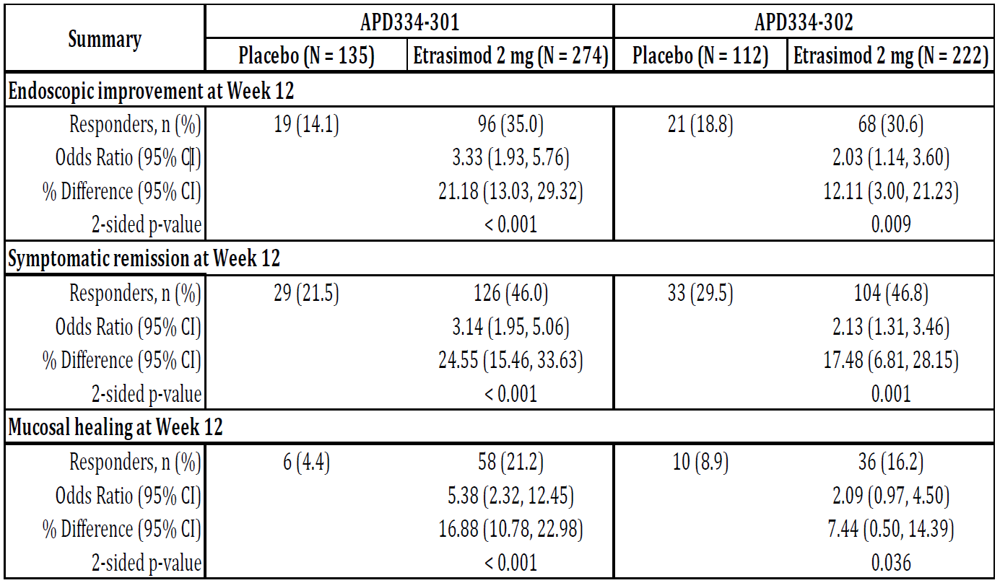 Summary APD334-301 APD334-302
Placebo (N = 135) Etrasimod 2 mg (N = 274) Placebo (N = 112) Etrasimod 2 mg (N = 222)
Endoscopic improvement at Week 12
Responders, n (%) 19 (14.1) 96 (35.0) 21 (18.8) 68 (30.6)
Odds Ratio (95% CI) 3.33 (1.93, 5.76) 2.03 (1.14, 3.60)
% Difference (95% CI) 21.18 (13.03, 29.32) 12.11 (3.00, 21.23)
2-sided p-value < 0.001 0.009
Symptomatic remission at Week 12
Responders, n (%) 29 (21.5) 126 (46.0) 33 (29.5) 104 (46.8)
Odds Ratio (95% CI) 3.14 (1.95, 5.06) 2.13 (1.31, 3.46)
% Difference (95% CI) 24.55 (15.46, 33.63) 17.48 (6.81, 28.15)
2-sided p-value < 0.001 0.001
Mucosal healing at Week 12
Responders, n (%) 6 (4.4) 58 (21.2) 10 (8.9) 36 (16.2)
Odds Ratio (95% CI) 5.38 (2.32, 12.45) 2.09 (0.97, 4.50)
% Difference (95% CI) 16.88 (10.78, 22.98) 7.44 (0.50, 14.39)
2-sided p-value < 0.001 0.036